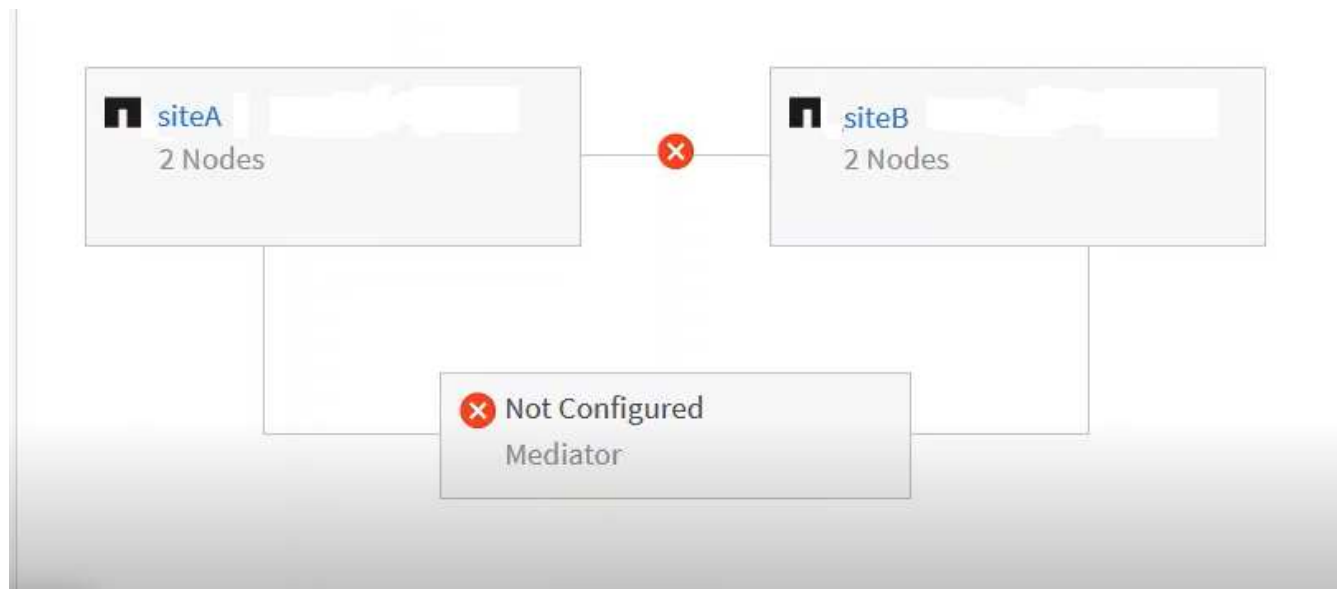 siteA
2 Nodes
siteB
2 Nodes
Not Configured
Mediator